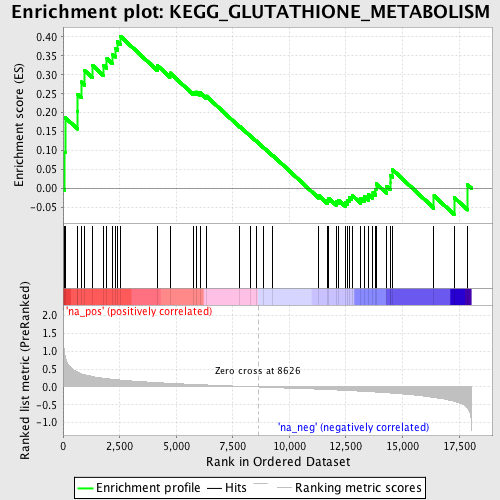 Enrichment plot: KEGG_GLUTATHIONE_METABOLISM
Enrichment score (ES)
0.40
0.35
0.30
0.25
0.20
0.15
0.10
0.05
0.00
-0.05
'na_pos' (positively correlated)
Ranked list metric (PreRanked)
2.0
1.5
1.0
0.5
0.0
-0.5
-1.0
Zero cross at 8626
'na_neg' (negatively correlated)
0 2,500 5,000 7,500 10,000 12,500 15,000 17,500
Rank in Ordered Dataset
Enrichment profile Hits Ranking metric scores